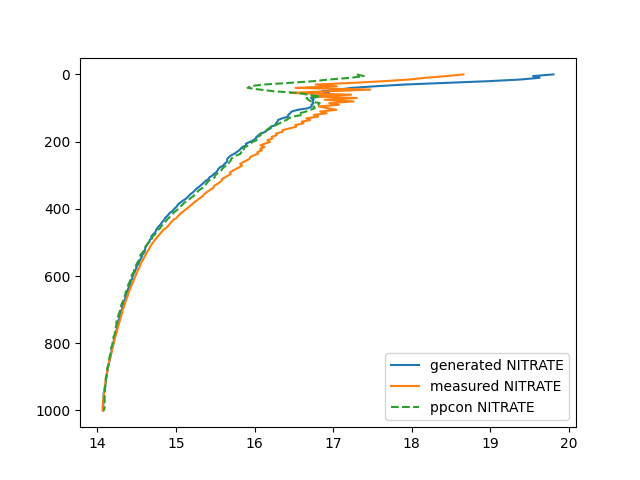 0
200
400
600
800
1000
14 15 16 17 18 19 20
generated NITRATE
measured NITRATE
ppcon NITRATE